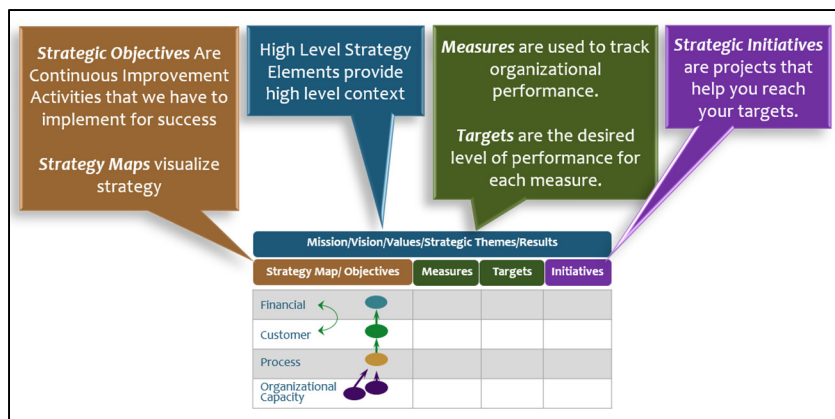 Strategic Objectives Are
Continuous Improvement
Activities that we have to
implement for success
Strategy Maps visualize
strategy
High Level Strategy
Elements provide
high level context
Measures are used to track
organizational
performance.
Targets are the desired
level of performance for
each measure.
Strategic Initiatives
are projects that
help you reach
your targets.
Mission/Vision/Values/Strategic Themes/Results
Strategy Map/ Objectives
Measures
Targets
Initiatives
Financial
Customer
Process
Organizational
Capacity